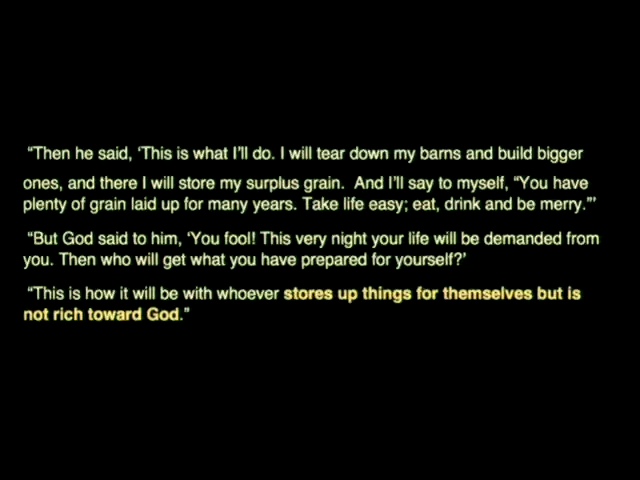 “Then he said, ‘This is what I’ll do. I will tear down my barns and build bigger
ones, and there I will store my surplus grain.  And I’ll say to myself, “You have
plenty of grain laid up for many years. Take life easy; eat, drink and be merry.”’
“But God said to him, ‘You fool! This very night your life will be demanded from
you. Then who will get what you have prepared for yourself?’
“This is how it will be with whoever stores up things for themselves but is
not rich toward God.”